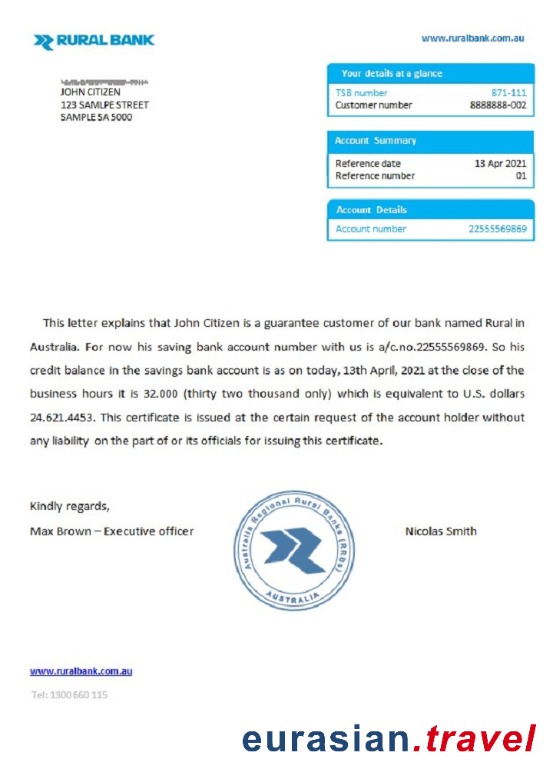 RURAL BANK
www.ruralbank.com.au
JOHN CITIZEN
123 SAMLPE STREET
SAMPLE SA 5000
Your details at a glance
TSB number 871-111
Customer number 8888888-002
Account Summary
Reference date 13 Apr 2021
Reference number 01
Account Details
Account number 22555569869
This letter explains that John Citizen is a guarantee customer of our bank named Rural in
Australia. For now his saving bank account number with us is a/c.no.22555569869. So his
credit balance in the savings bank account is as on today, 13th April, 2021 at the close of the
business hours it is 32.000 (thirty two thousand only) which is equivalent to U.S. dollars
24.621.4453. This certificate is issued at the certain request of the account holder without
any liability on the part of or its officials for issuing this certificate.
Kindly regards,
Max Brown – Executive officer
Nicolas Smith
Australia Regional Rural Banks (RRBs)
AUSTRALIA
www.ruralbank.com.au
Tel: 1300 660 115
eurasian.travel